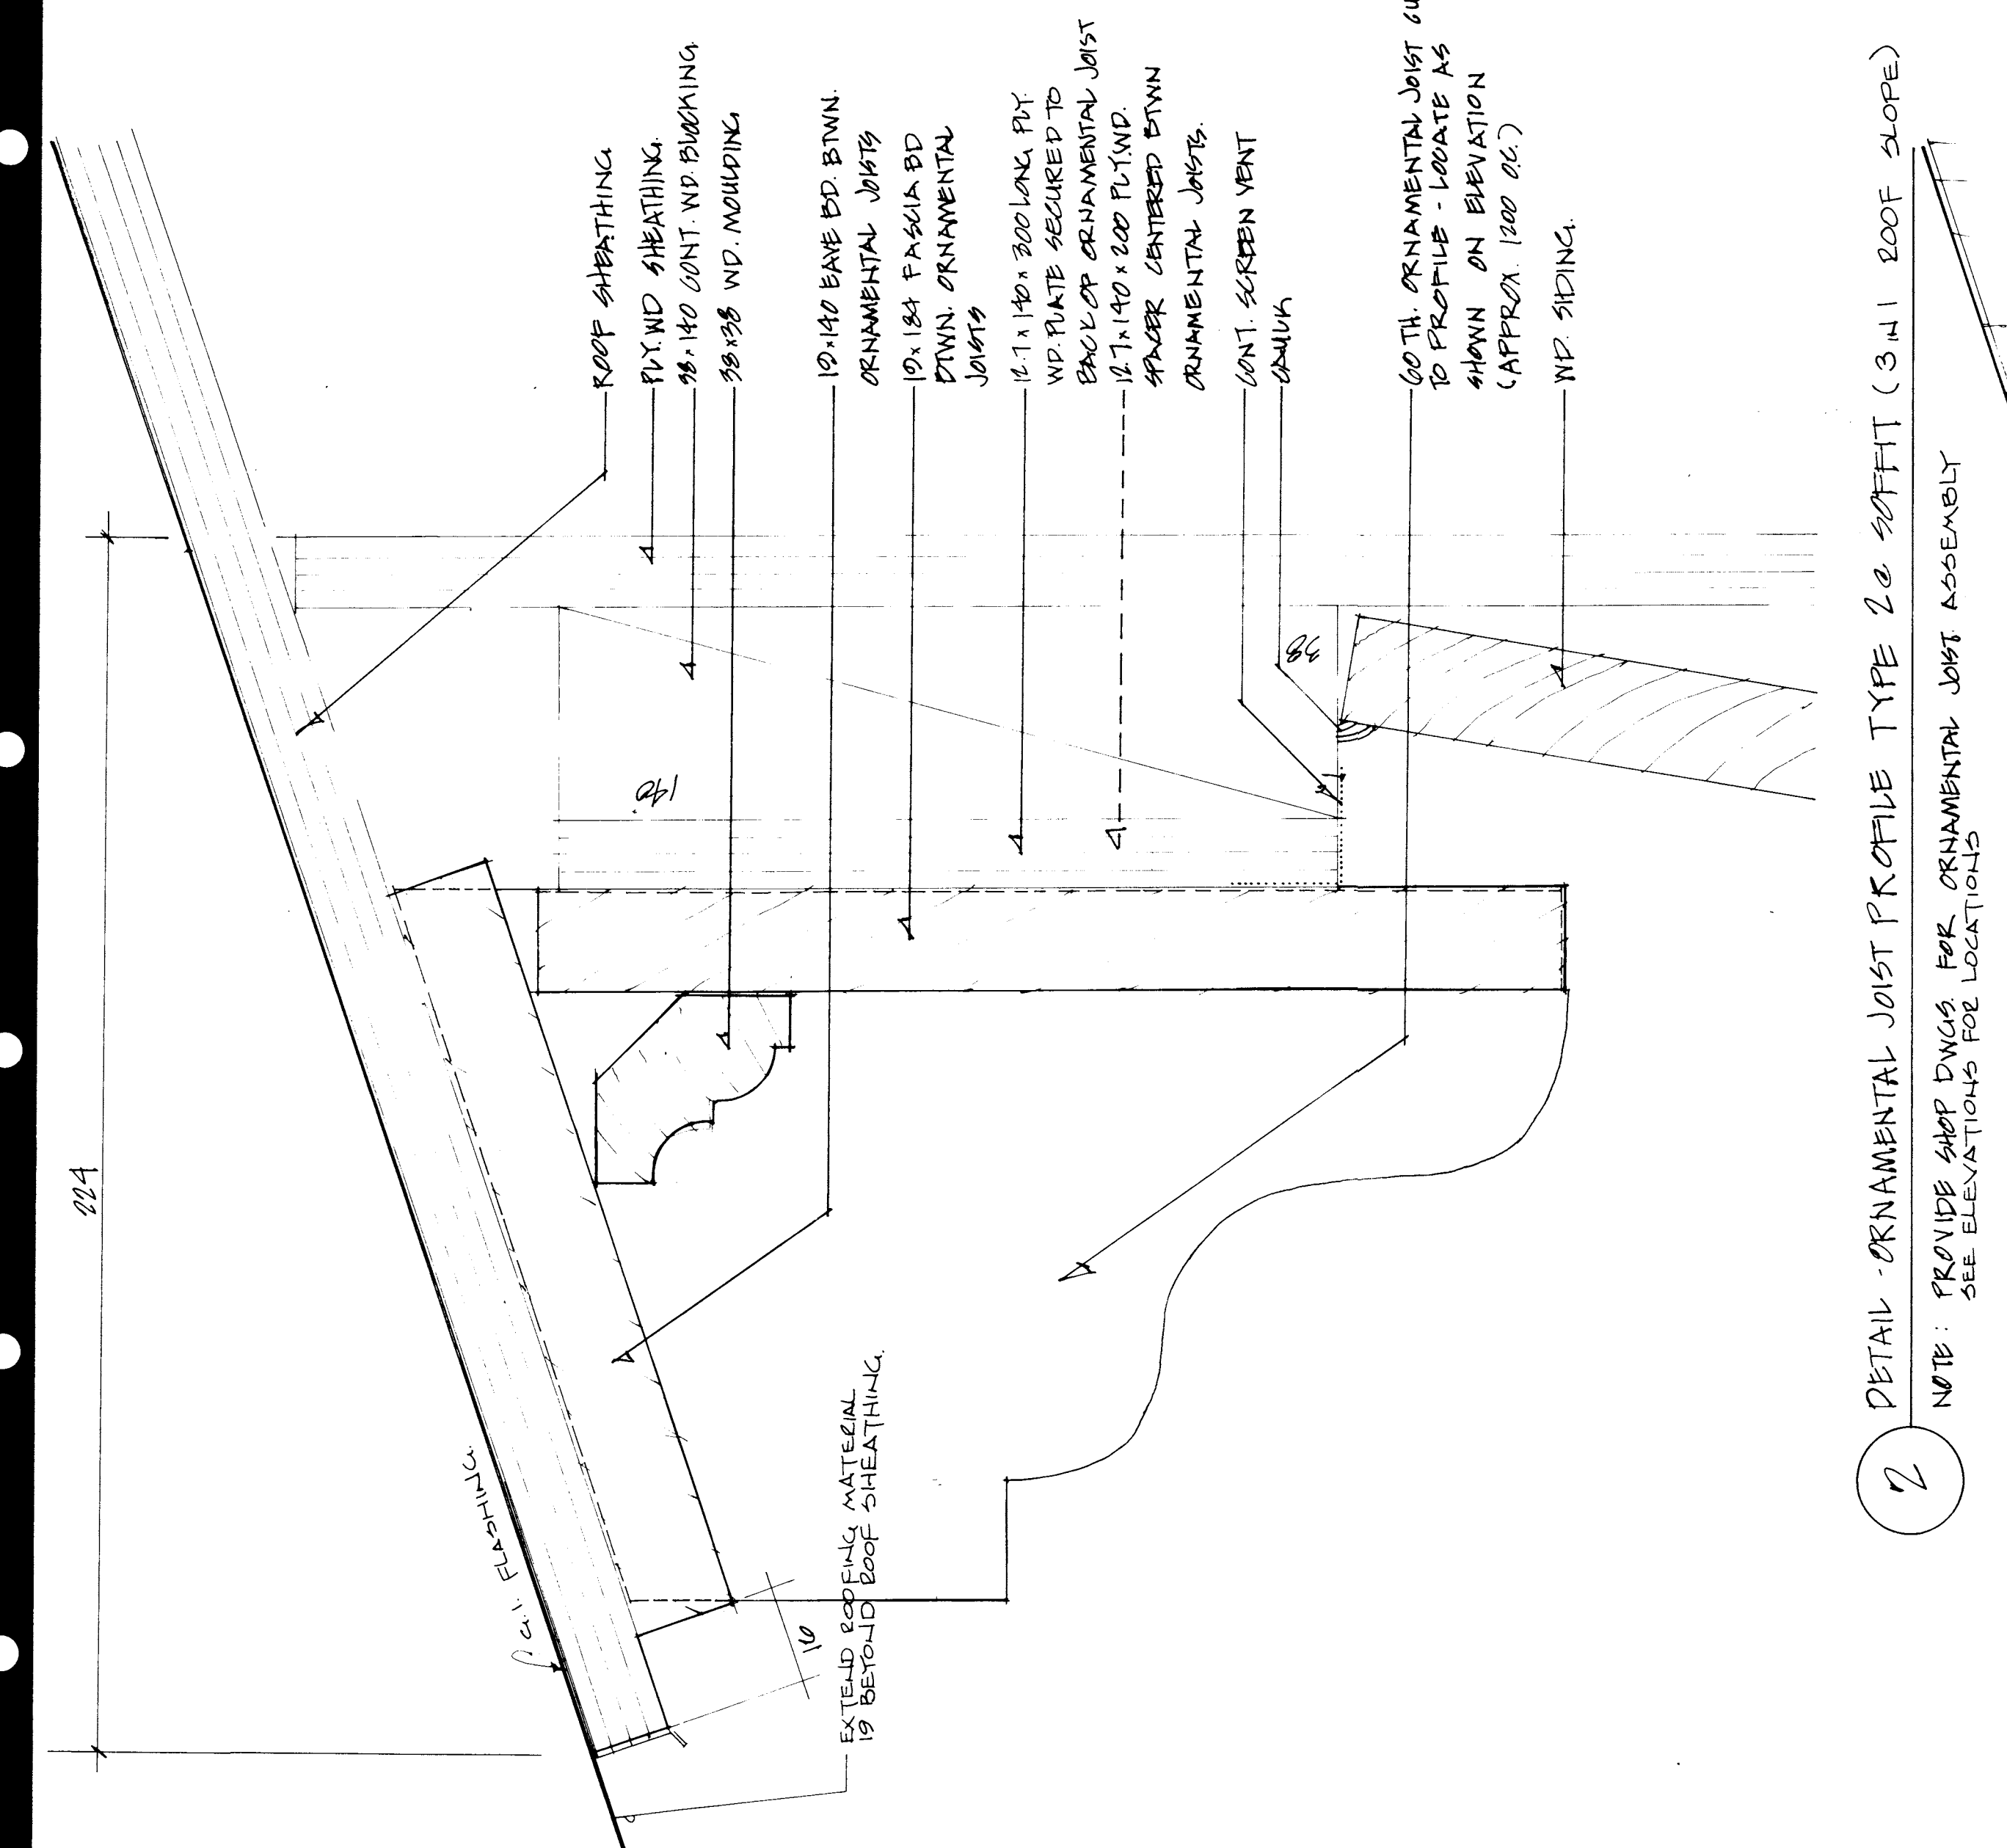 224
G.I. FLASHING.
EXTEND ROOFING MATERIAL
19 BEYOND ROOF SHEATHING.
16
140
38
ROOF SHEATHING
PLY.WD SHEATHING.
38x140 CONT. WD. BLOCKING.
38x38 WD. MOULDING
19x140 EAVE BD. BTWN.
ORNAMENTAL JOISTS
19x184 FASCIA BD
BTWN. ORNAMENTAL
JOISTS
12.7x140x300 LONG PLY.
WD. PLATE SECURED TO
BACK OF ORNAMENTAL JOIST
12.7x140x200 PLY.WD.
SPACER CENTERED BTWN
ORNAMENTAL JOISTS.
CONT. SCREEN VENT
CAULK
60 TH. ORNAMENTAL JOIST
TO PROFILE - LOCATE AS
SHOWN ON ELEVATION
(APPROX. 1200 O.C.)
WD. SIDING.
2
DETAIL - ORNAMENTAL JOIST PROFILE TYPE 2@ SOFFIT (3 IN 1 ROOF SLOPE)
NOTE: PROVIDE SHOP DWGS. FOR ORNAMENTAL JOIST. ASSEMBLY
SEE ELEVATIONS FOR LOCATIONS